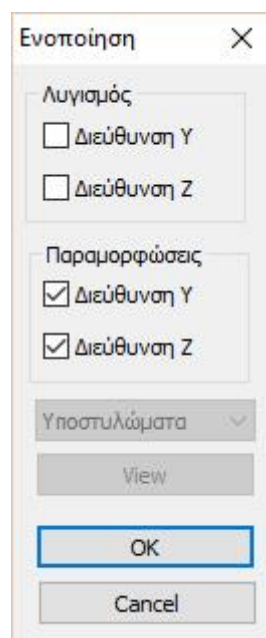 Ενοποίηση
Λυγισμός
Διεύθυνση Υ
Διεύθυνση Ζ
Παραμορφώσεις
Διεύθυνση Υ
Διεύθυνση Ζ
Υποστυλώματα
View
OK
Cancel